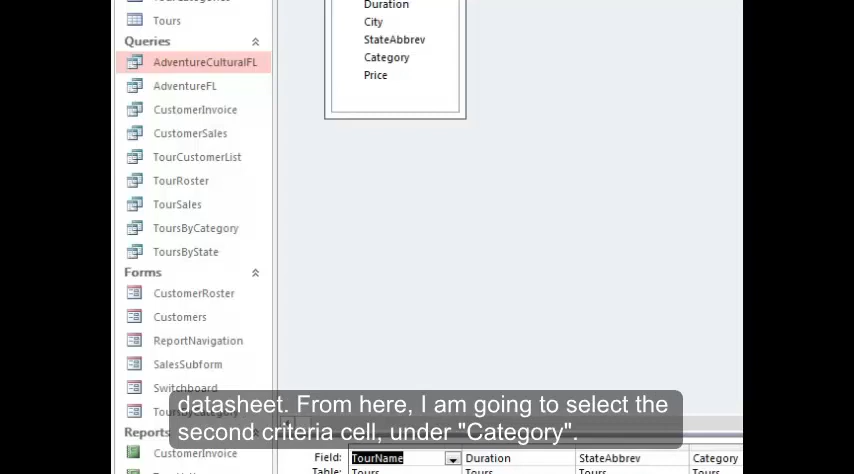 Tours
Queries
AdventureCulturalFL
AdventureFL
CustomerInvoice
CustomerSales
TourCustomerList
TourRoster
TourSales
ToursByCategory
ToursByState
Forms
CustomerRoster
Customers
ReportNavigation
SalesSubform
Switchboard
Reports
CustomerInvoice
Duration
City
StateAbbrev
Category
Price
datasheet. From here, I am going to select the
second criteria cell, under "Category".
Field: TourName Duration StateAbbrev Category
Table: Tours Tours Tours Tours